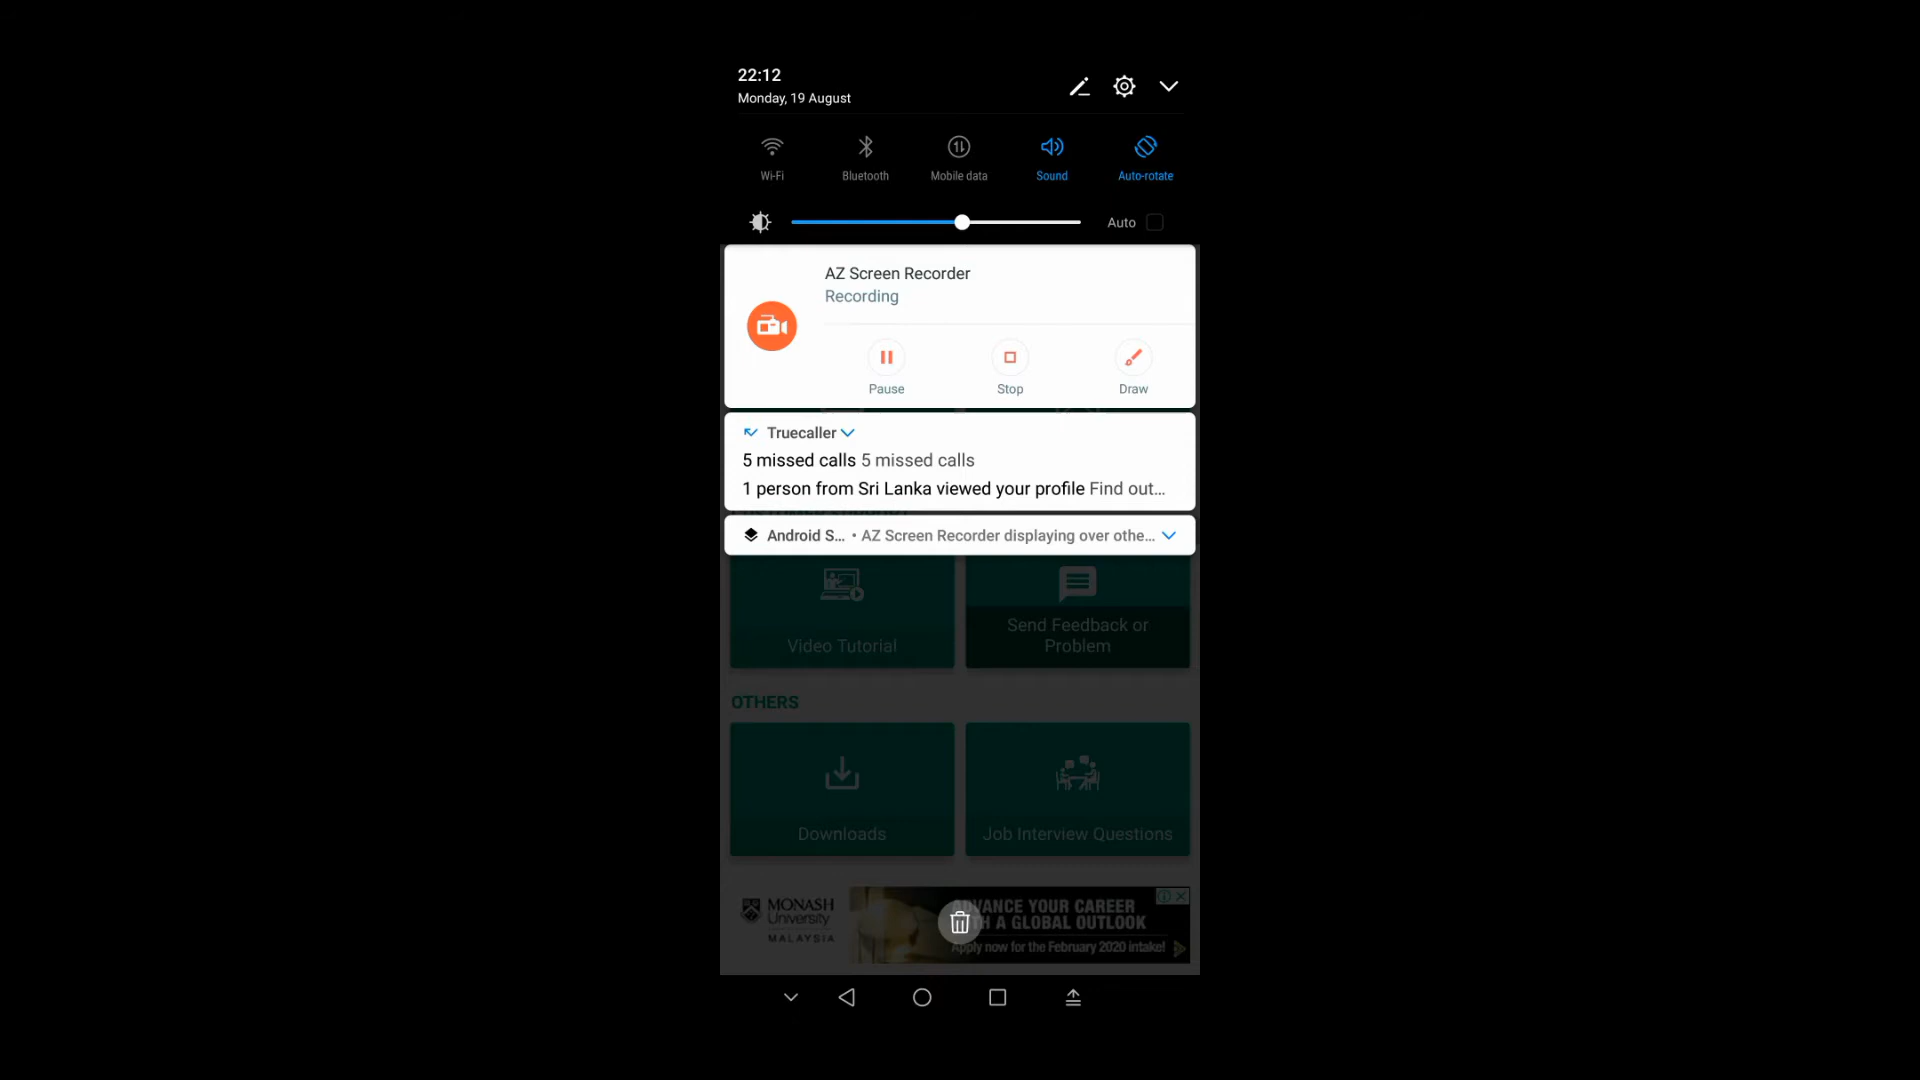 22:12
Monday, 19 August
Wi-Fi
Bluetooth
Mobile data
Sound
Auto-rotate
Auto
AZ Screen Recorder
Recording
Pause
Stop
Draw
Truecaller
5 missed calls 5 missed calls
1 person from Sri Lanka viewed your profile Find out...
Android S... • AZ Screen Recorder displaying over othe...
Video Tutorial
Send Feedback or
Problem
OTHERS
Downloads
Job Interview Questions
MONASH
University
MALAYSIA
ADVANCE YOUR CAREER
A GLOBAL OUTLOOK
Apply now for the February 2020 intake!